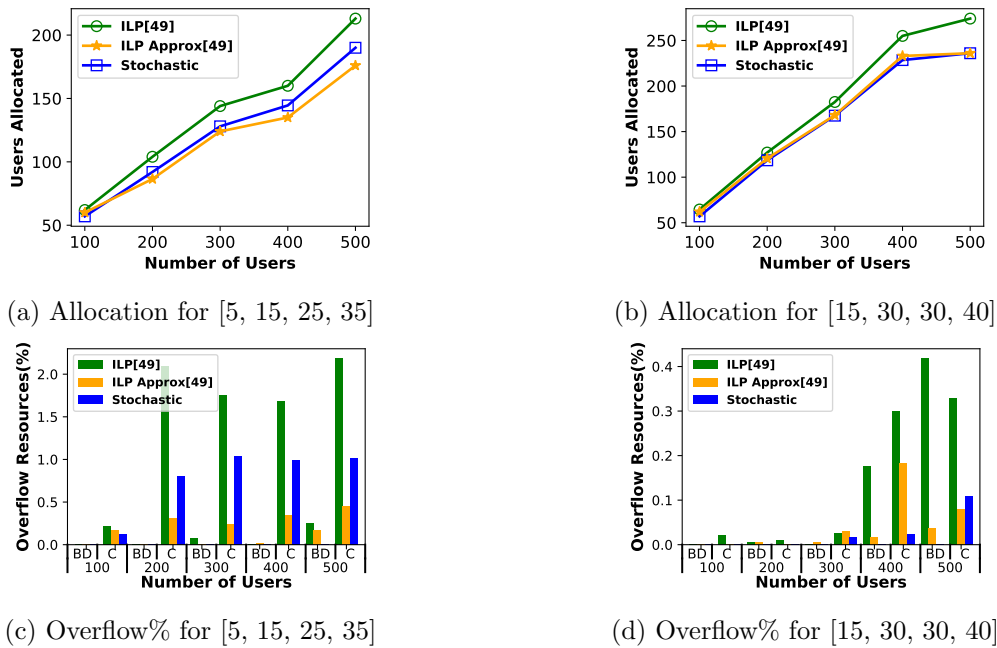 ILP[49]
ILP Approx[49]
Stochastic
200
150
100
50
Users Allocated
100 200 300 400 500
Number of Users
(a) Allocation for [5, 15, 25, 35]
ILP[49]
ILP Approx[49]
Stochastic
250
200
150
100
50
Users Allocated
100 200 300 400 500
Number of Users
(b) Allocation for [15, 30, 30, 40]
ILP[49]
ILP Approx[49]
Stochastic
2.0
1.5
1.0
0.5
0.0
Overflow Resources(%)
BD C BD C BD C BD C BD C
100 200 300 400 500
Number of Users
(c) Overflow% for [5, 15, 25, 35]
ILP[49]
ILP Approx[49]
Stochastic
0.4
0.3
0.2
0.1
0.0
Overflow Resources(%)
BD C BD C BD C BD C BD C
100 200 300 400 500
Number of Users
(d) Overflow% for [15, 30, 30, 40]